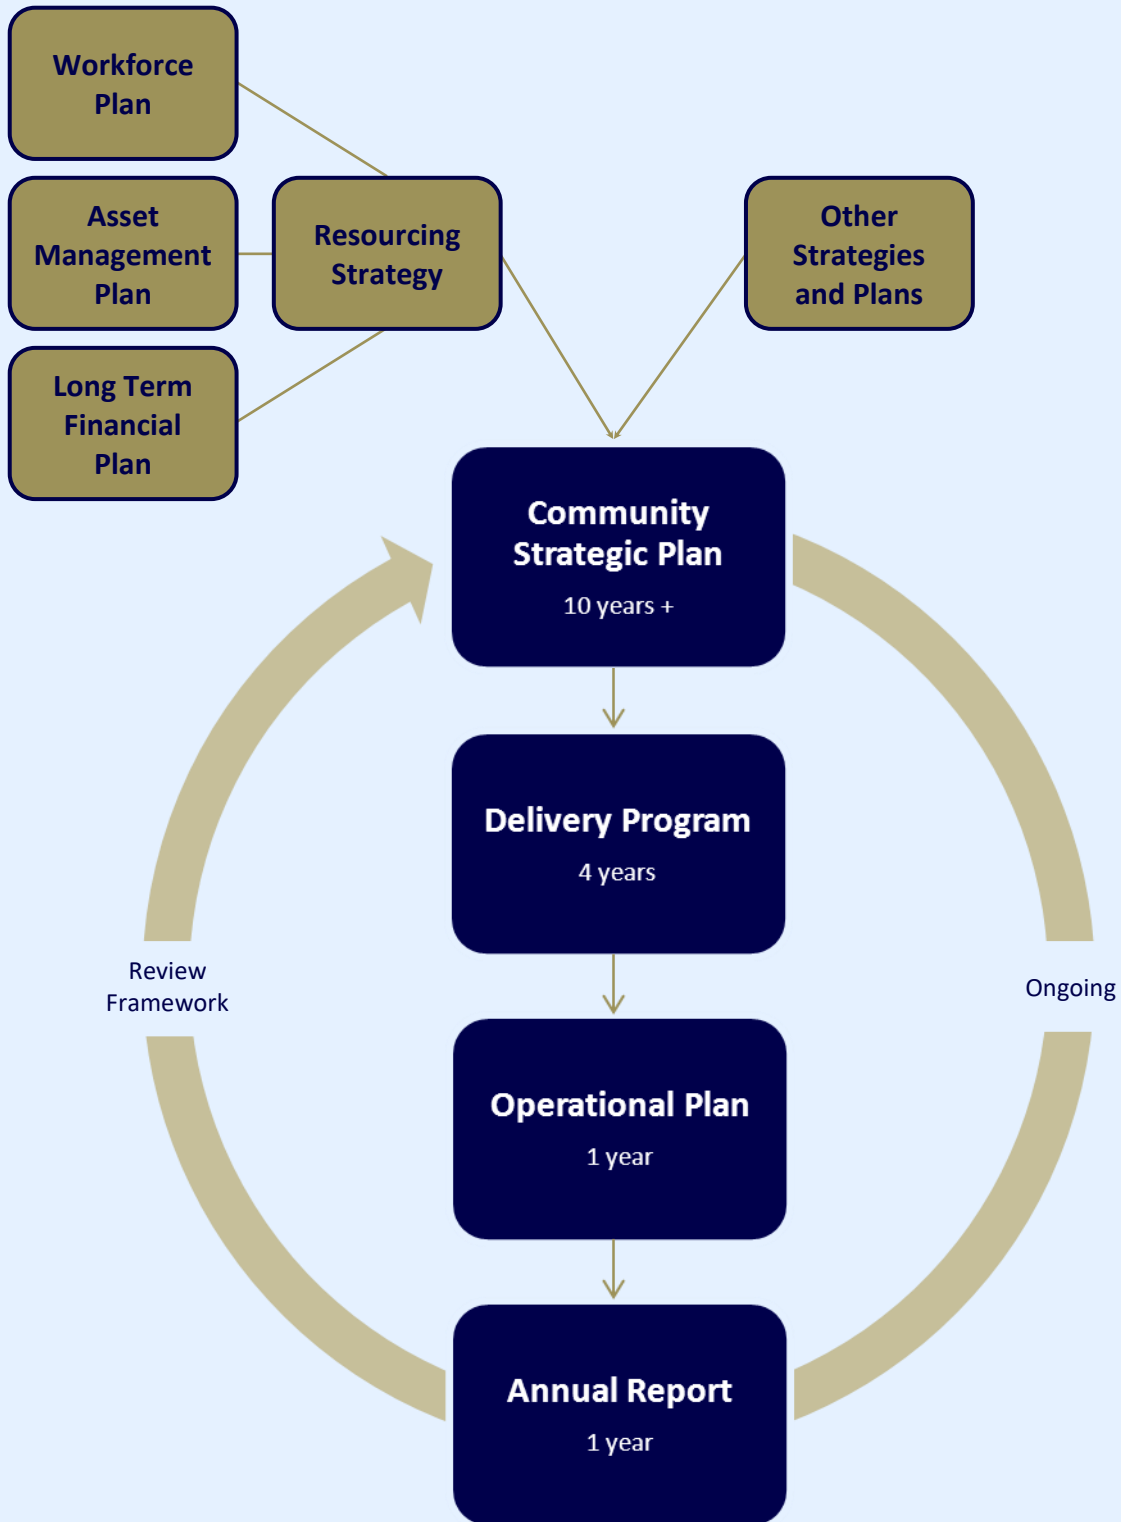 Workforce
Plan
Asset
Management
Plan
Long Term
Financial
Plan
Resourcing
Strategy
Other
Strategies
and Plans
Community
Strategic Plan
10 years +
Delivery Program
4 years
Review
Framework
Ongoing
Operational Plan
1 year
Annual Report
1 year